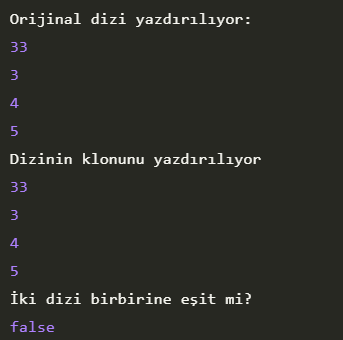 Orijinal dizi yazdırılıyor:
33
3
4
5
Dizinin klonunu yazdırılıyor
33
3
4
5
İki dizi birbirine eşit mi?
false